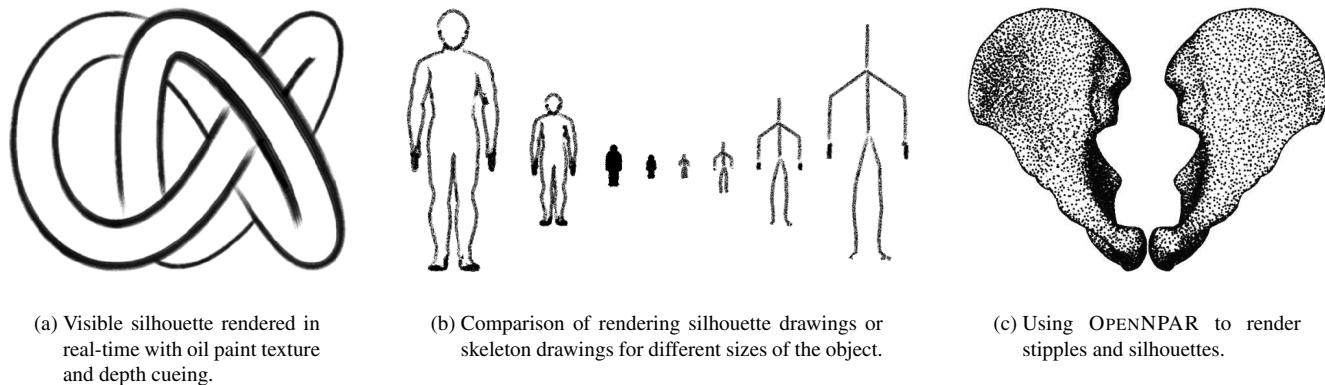 (a) Visible silhouette rendered in
real-time with oil paint texture
and depth cueing.
(b) Comparison of rendering silhouette drawings or
skeleton drawings for different sizes of the object.
(c) Using OPENNPAR to render
stipples and silhouettes.